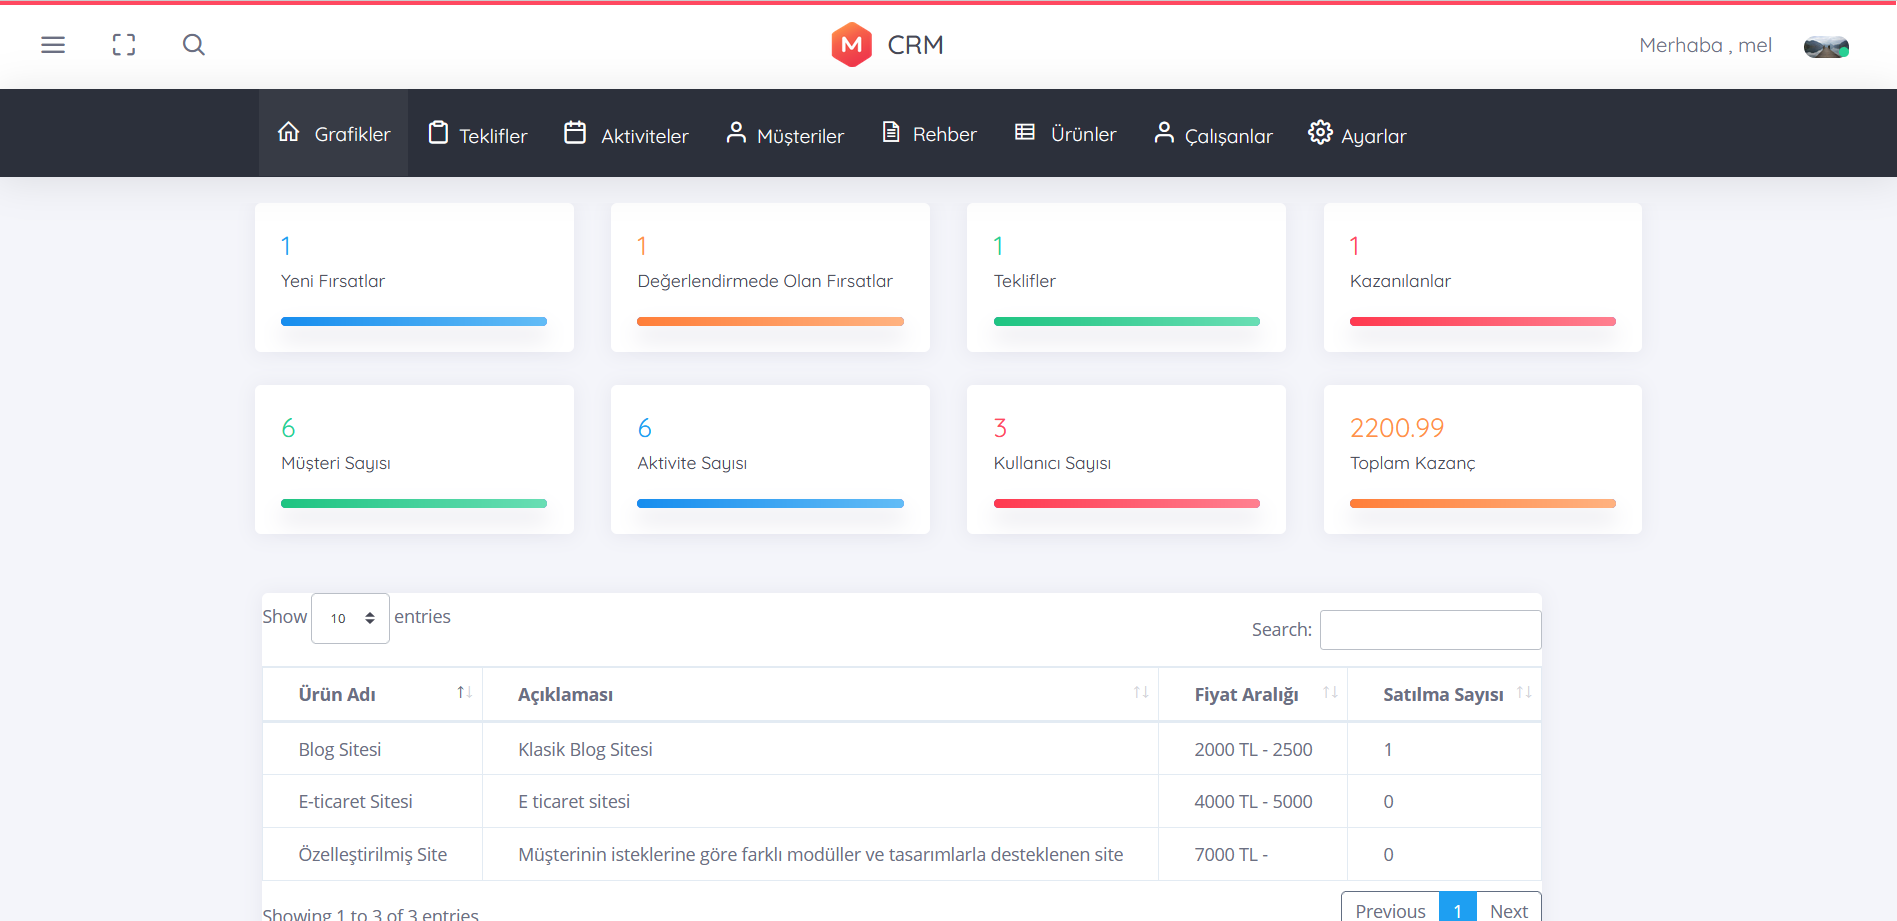 M CRM
Merhaba , mel
Grafikler Teklifler Aktiviteler Müşteriler Rehber Ürünler Çalışanlar Ayarlar
1 1 1 1
Yeni Fırsatlar Değerlendirmede Olan Fırsatlar Teklifler Kazanılanlar
6 6 3 2200.99
Müşteri Sayısı Aktivite Sayısı Kullanıcı Sayısı Toplam Kazanç
Show 10 entries
Search:
Ürün Adı Açıklaması Fiyat Aralığı Satılma Sayısı
Blog Sitesi Klasik Blog Sitesi 2000 TL - 2500 1
E-ticaret Sitesi E ticaret sitesi 4000 TL - 5000 0
Özelleştirilmiş Site Müşterinin isteklerine göre farklı modüller ve tasarımlarla desteklenen site 7000 TL - 0
Showing 1 to 3 of 3 entries
Previous 1 Next